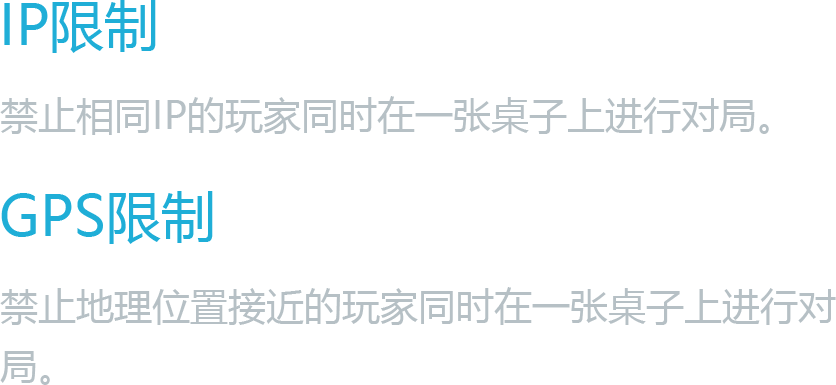 IP限制
禁止相同IP的玩家同时在一张桌子上进行对局。
GPS限制
禁止地理位置接近的玩家同时在一张桌子上进行对
局。